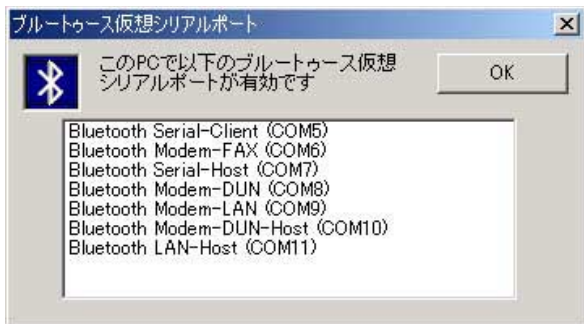 ブルートゥース仮想シリアルポート
このPCで以下のブルートゥース仮想
シリアルポートが有効です
OK
Bluetooth Serial-Client (COM5)
Bluetooth Modem-FAX (COM6)
Bluetooth Serial-Host (COM7)
Bluetooth Modem-DUN (COM8)
Bluetooth Modem-LAN (COM9)
Bluetooth Modem-DUN-Host (COM10)
Bluetooth LAN-Host (COM11)